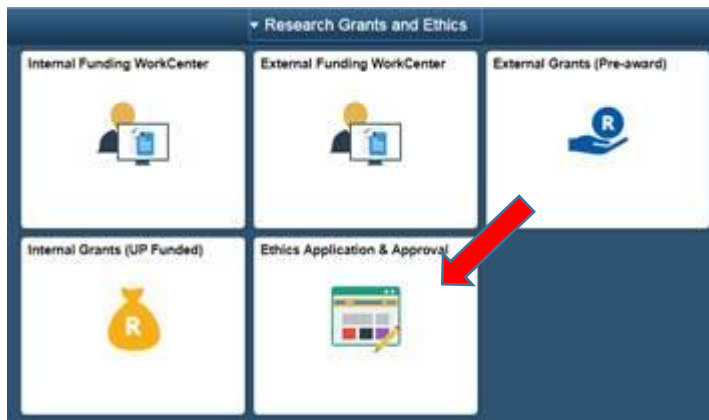 Research Grants and Ethics
Internal Funding WorkCenter
External Funding WorkCenter
External Grants (Pre-award)
R
Internal Grants (UP Funded)
Ethics Application & Approval
R